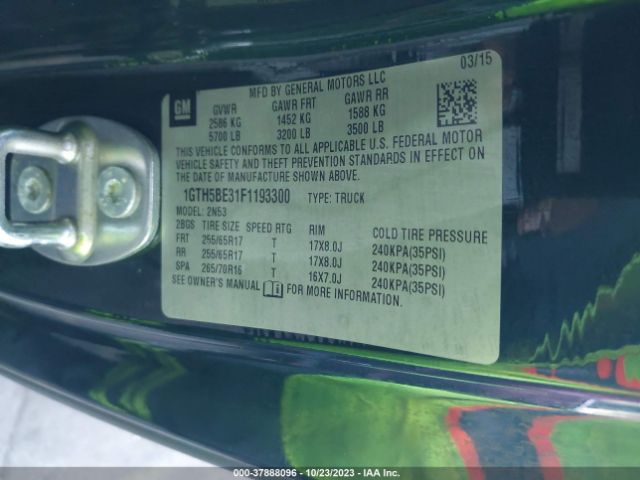 03/15
MFD BY GENERAL MOTORS LLC
GM
GVWR GAWR FRT GAWR RR
2586 KG 1452 KG 1588 KG
5700 LB 3200 LB 3500 LB
THIS VEHICLE CONFORMS TO ALL APPLICABLE U.S. FEDERAL MOTOR
VEHICLE SAFETY AND THEFT PREVENTION STANDARDS IN EFFECT ON
THE DATE OF MANUFACTURE SHOWN ABOVE.
1GTH5BE31F1193300 TYPE: TRUCK
MODEL: 2N53
2BGS TIRE SIZE SPEED RTG RIM COLD TIRE PRESSURE
FRT 255/65R17 T 17X8.0J 240KPA(35PSI)
RR 255/65R17 T 17X8.0J 240KPA(35PSI)
SPA 265/70R16 T 16X7.0J 240KPA(35PSI)
SEE OWNER'S MANUAL FOR MORE INFORMATION.
000-37888096 - 10/23/2023 - IAA Inc.